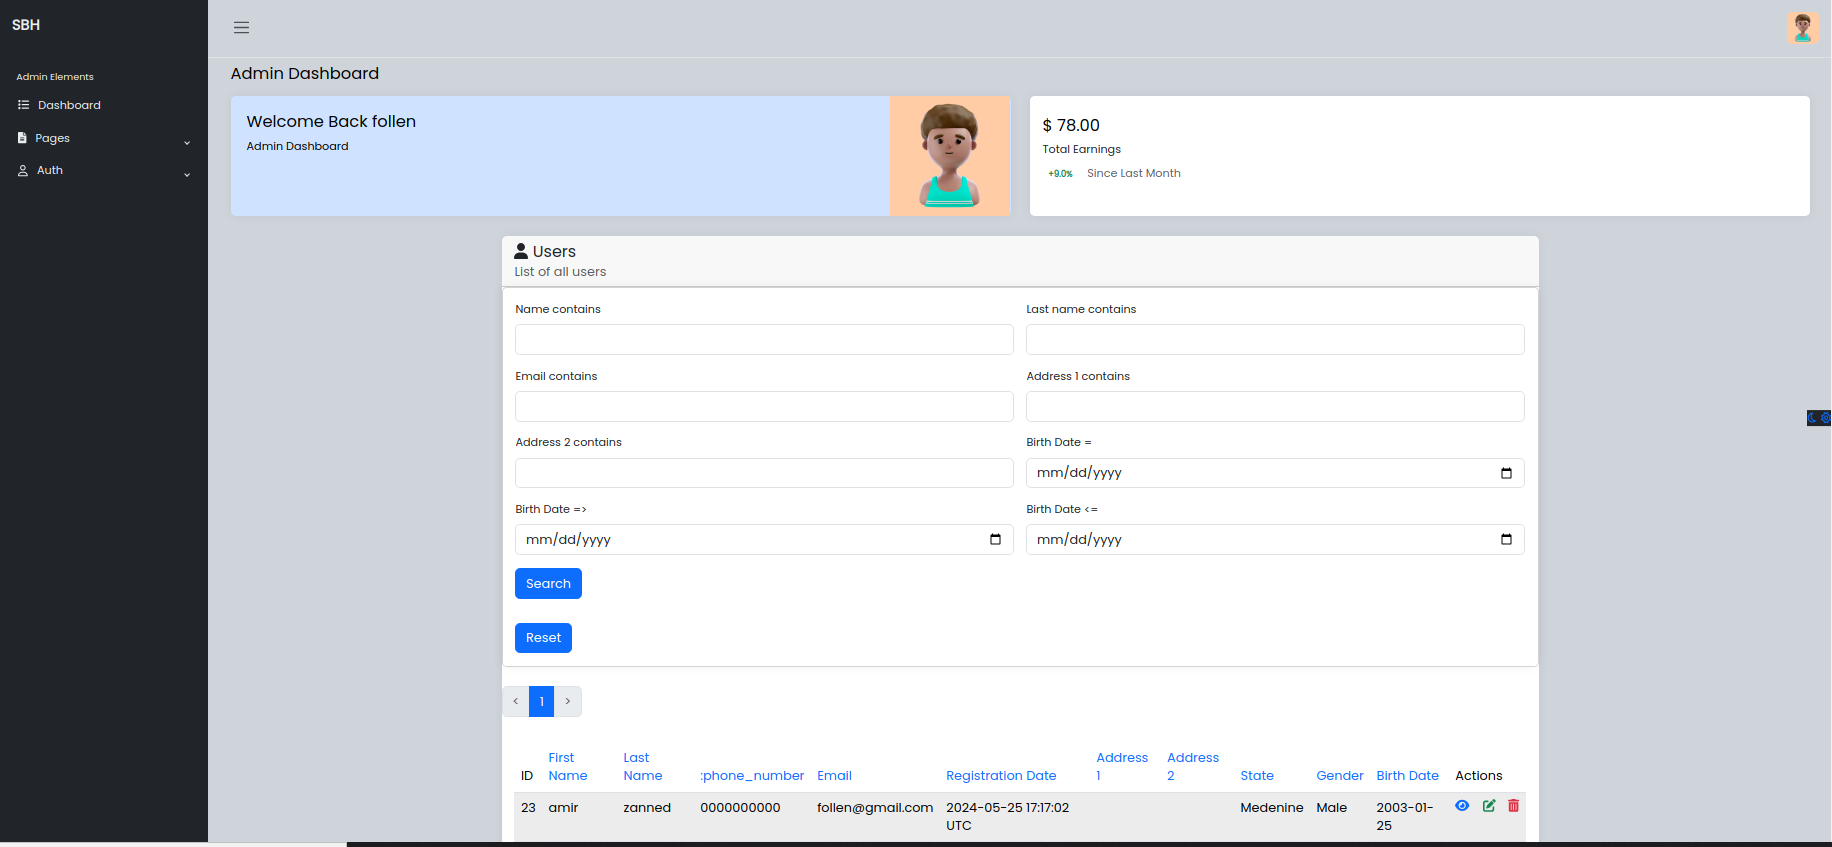 SBH
Admin Elements
Dashboard
Pages
Auth
Admin Dashboard
Welcome Back follen
Admin Dashboard
$ 78.00
Total Earnings
+9.0% Since Last Month
Users
List of all users
Name contains
Last name contains
Email contains
Address 1 contains
Address 2 contains
Birth Date =
mm/dd/yyyy
Birth Date =>
Birth Date <=
mm/dd/yyyy
mm/dd/yyyy
Search
Reset
< 1 >
ID First Name Last Name :phone_number Email Registration Date Address 1 Address 2 State Gender Birth Date Actions
23 amir zanned 0000000000 follen@gmail.com 2024-05-25 17:17:02 UTC Medenine Male 2003-01-25